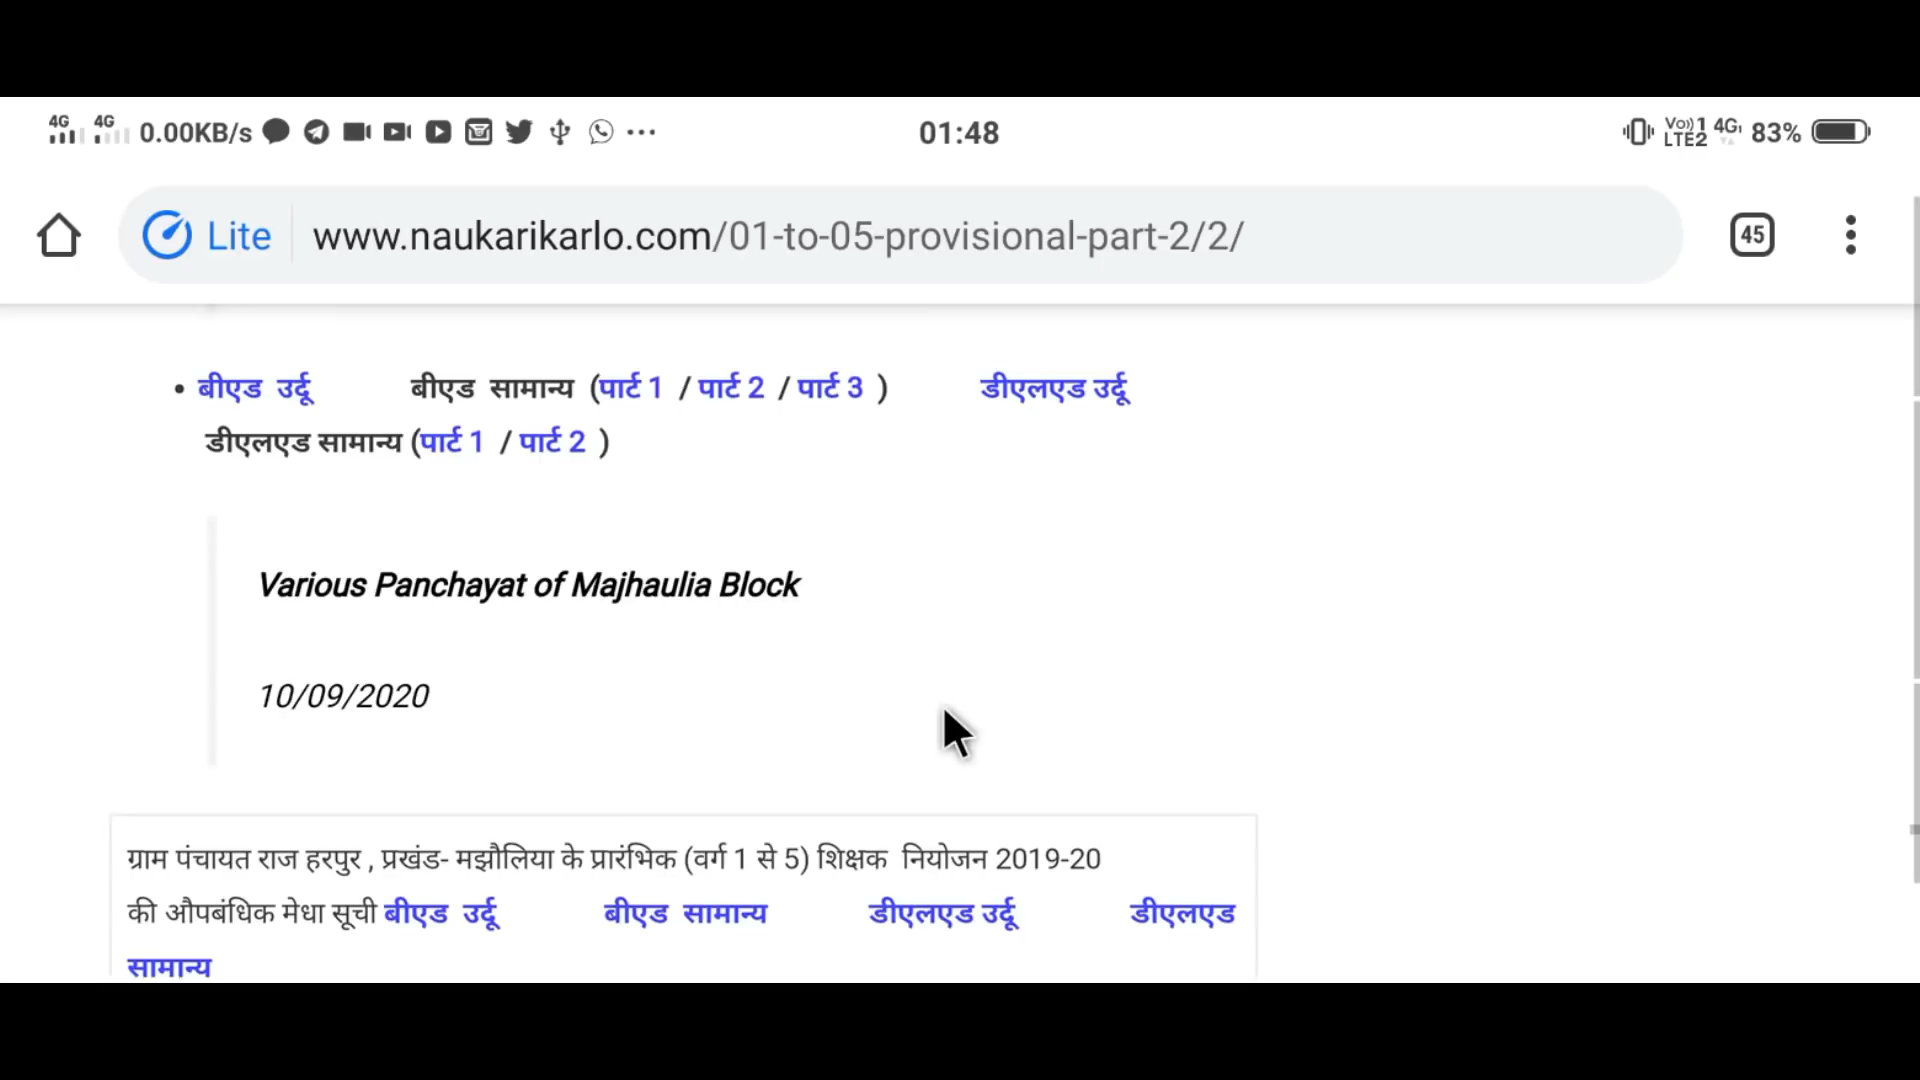 4G 4G 0.00KB/s 01:48 Vo)) 1 LTE2 4G 83%
Lite www.naukarikarlo.com/01-to-05-provisional-part-2/2/ 45
• बीएड उर्दू बीएड सामान्य (पार्ट 1 / पार्ट 2 / पार्ट 3 ) डीएलएड उर्दू
डीएलएड सामान्य (पार्ट 1 / पार्ट 2 )
Various Panchayat of Majhaulia Block
10/09/2020
ग्राम पंचायत राज हरपुर , प्रखंड- मझौलिया के प्रारंभिक (वर्ग 1 से 5) शिक्षक नियोजन 2019-20
की औपबंधिक मेधा सूची बीएड उर्दू बीएड सामान्य डीएलएड उर्दू डीएलएड
सामान्य